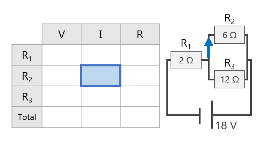 V I R
R1
R2
R3
Total
R2
6 Ω
R1
2 Ω
R3
12 Ω
18 V